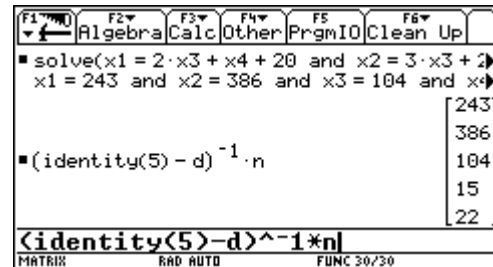 F1 F2 F3 F4 F5 F6
Algebra Calc Other PrgmIO Clean Up
▪ solve(x1 = 2·x3 + x4 + 20 and x2 = 3·x3 + 2▶
x1 = 243 and x2 = 386 and x3 = 104 and x4▶
[243
386
▪ (identity(5) - d)⁻¹·n 104
15
22
(identity(5)-d)^-1*n
MATRIX RAD AUTO FUNC 30/30